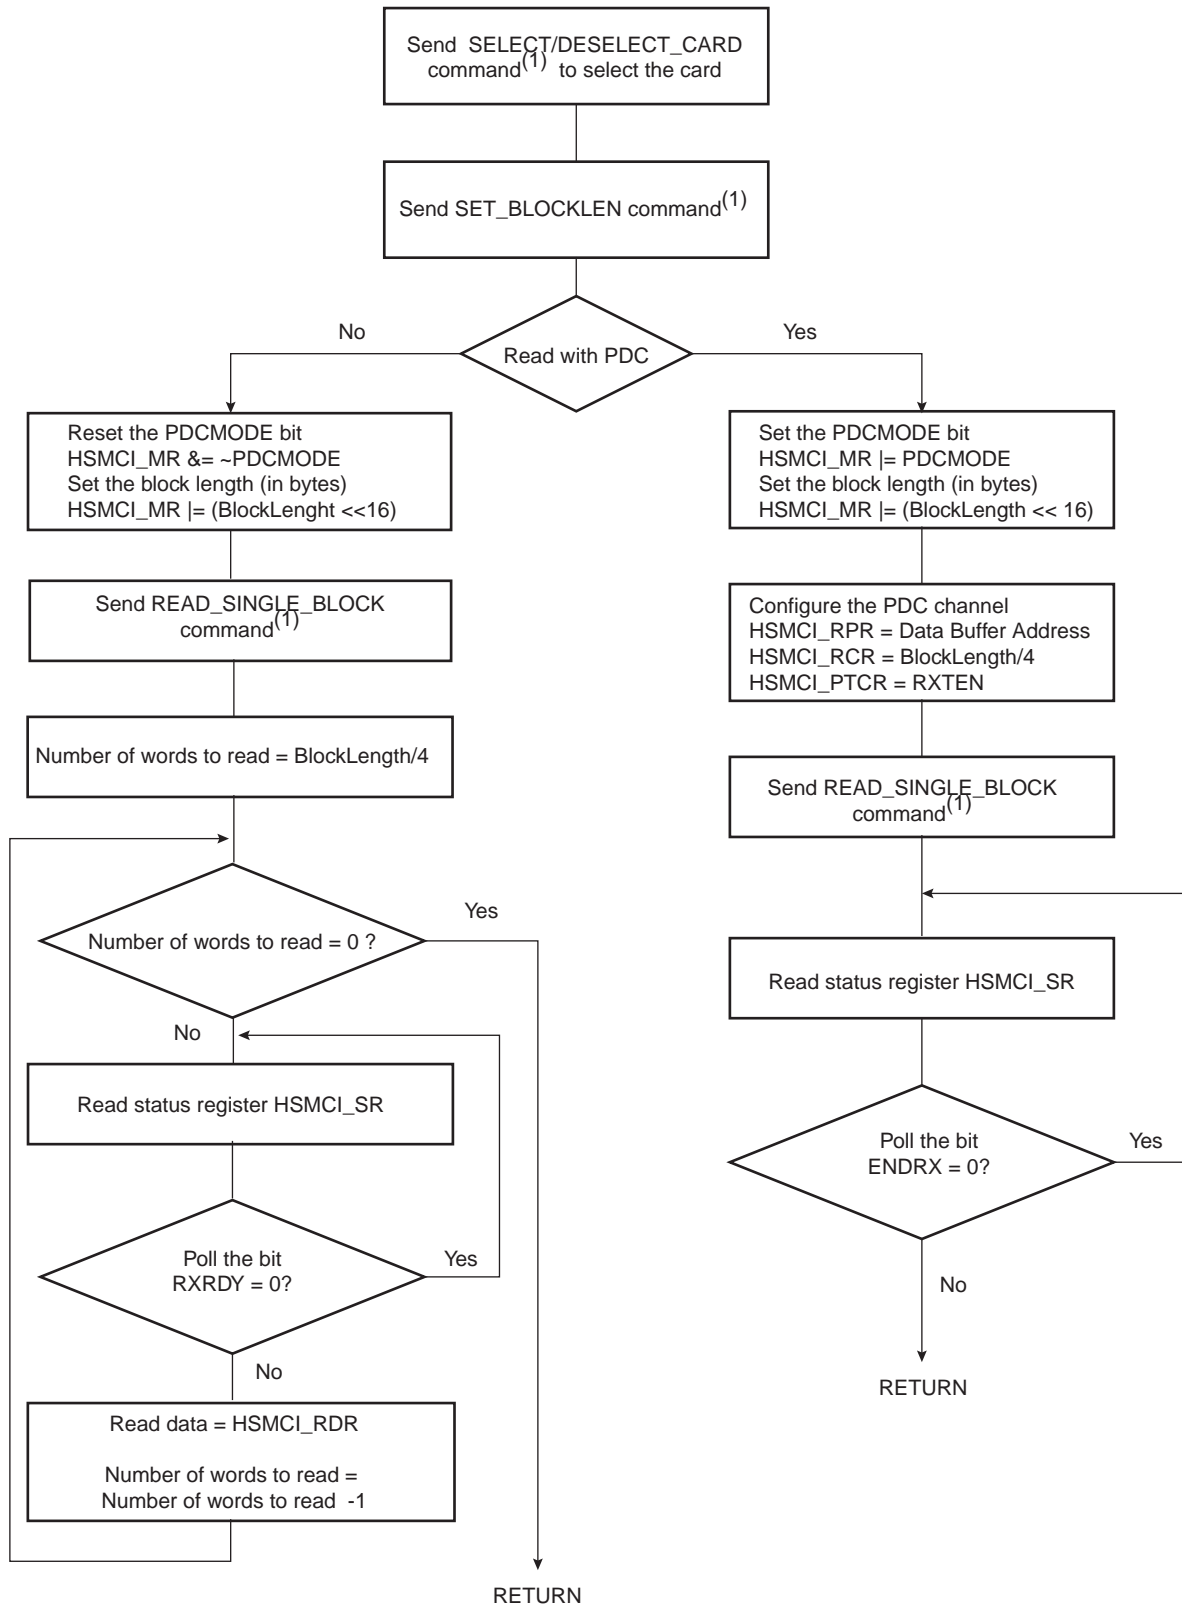 Send SELECT/DESELECT_CARD
command(1) to select the card
Send SET_BLOCKLEN command(1)
No
Yes
Read with PDC
Reset the PDCMODE bit
HSMCI_MR &= ~PDCMODE
Set the block length (in bytes)
HSMCI_MR |= (BlockLenght <<16)
Send READ_SINGLE_BLOCK
command(1)
Number of words to read = BlockLength/4
Number of words to read = 0 ?
Yes
No
Read status register HSMCI_SR
Poll the bit
RXRDY = 0?
Yes
No
Read data = HSMCI_RDR
Number of words to read =
Number of words to read -1
RETURN
Set the PDCMODE bit
HSMCI_MR |= PDCMODE
Set the block length (in bytes)
HSMCI_MR |= (BlockLength << 16)
Configure the PDC channel
HSMCI_RPR = Data Buffer Address
HSMCI_RCR = BlockLength/4
HSMCI_PTCR = RXTEN
Send READ_SINGLE_BLOCK
command(1)
Read status register HSMCI_SR
Poll the bit
ENDRX = 0?
Yes
No
RETURN